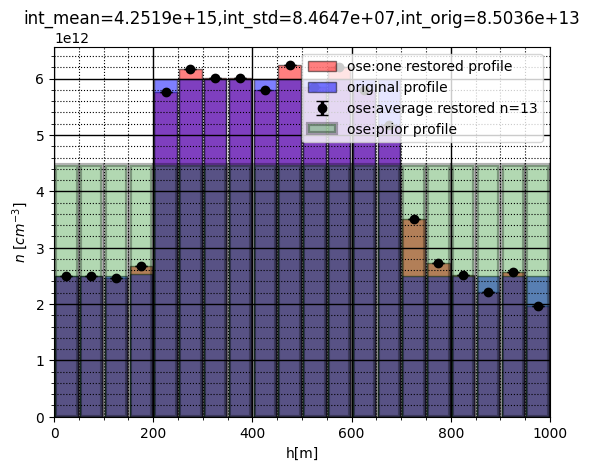 int_mean=4.2519e+15,int_std=8.4647e+07,int_orig=8.5036e+13
1e12
ose:one restored profile
original profile
ose:average restored n=13
ose:prior profile
6
5
4
3
2
1
0
n [cm⁻³]
0 200 400 600 800 1000
h[m]